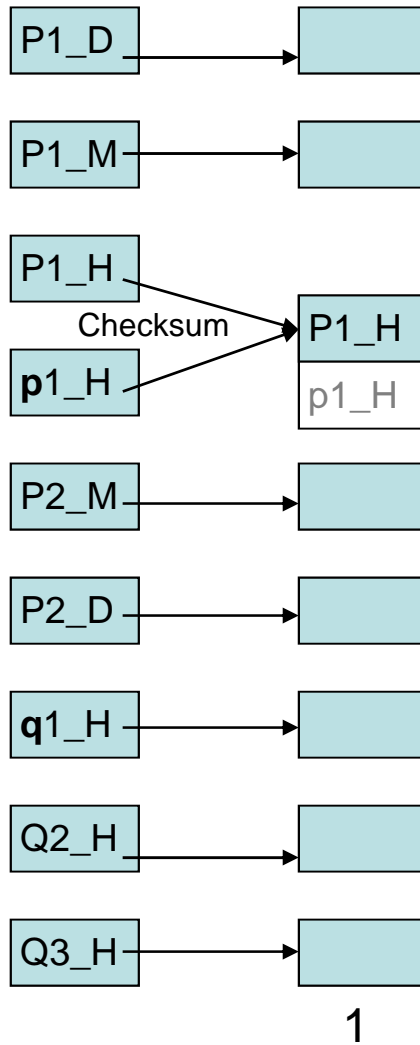 P1_D
P1_M
P1_H
Checksum
P1_H
p1_H
p1_H
P2_M
P2_D
q1_H
Q2_H
Q3_H
1